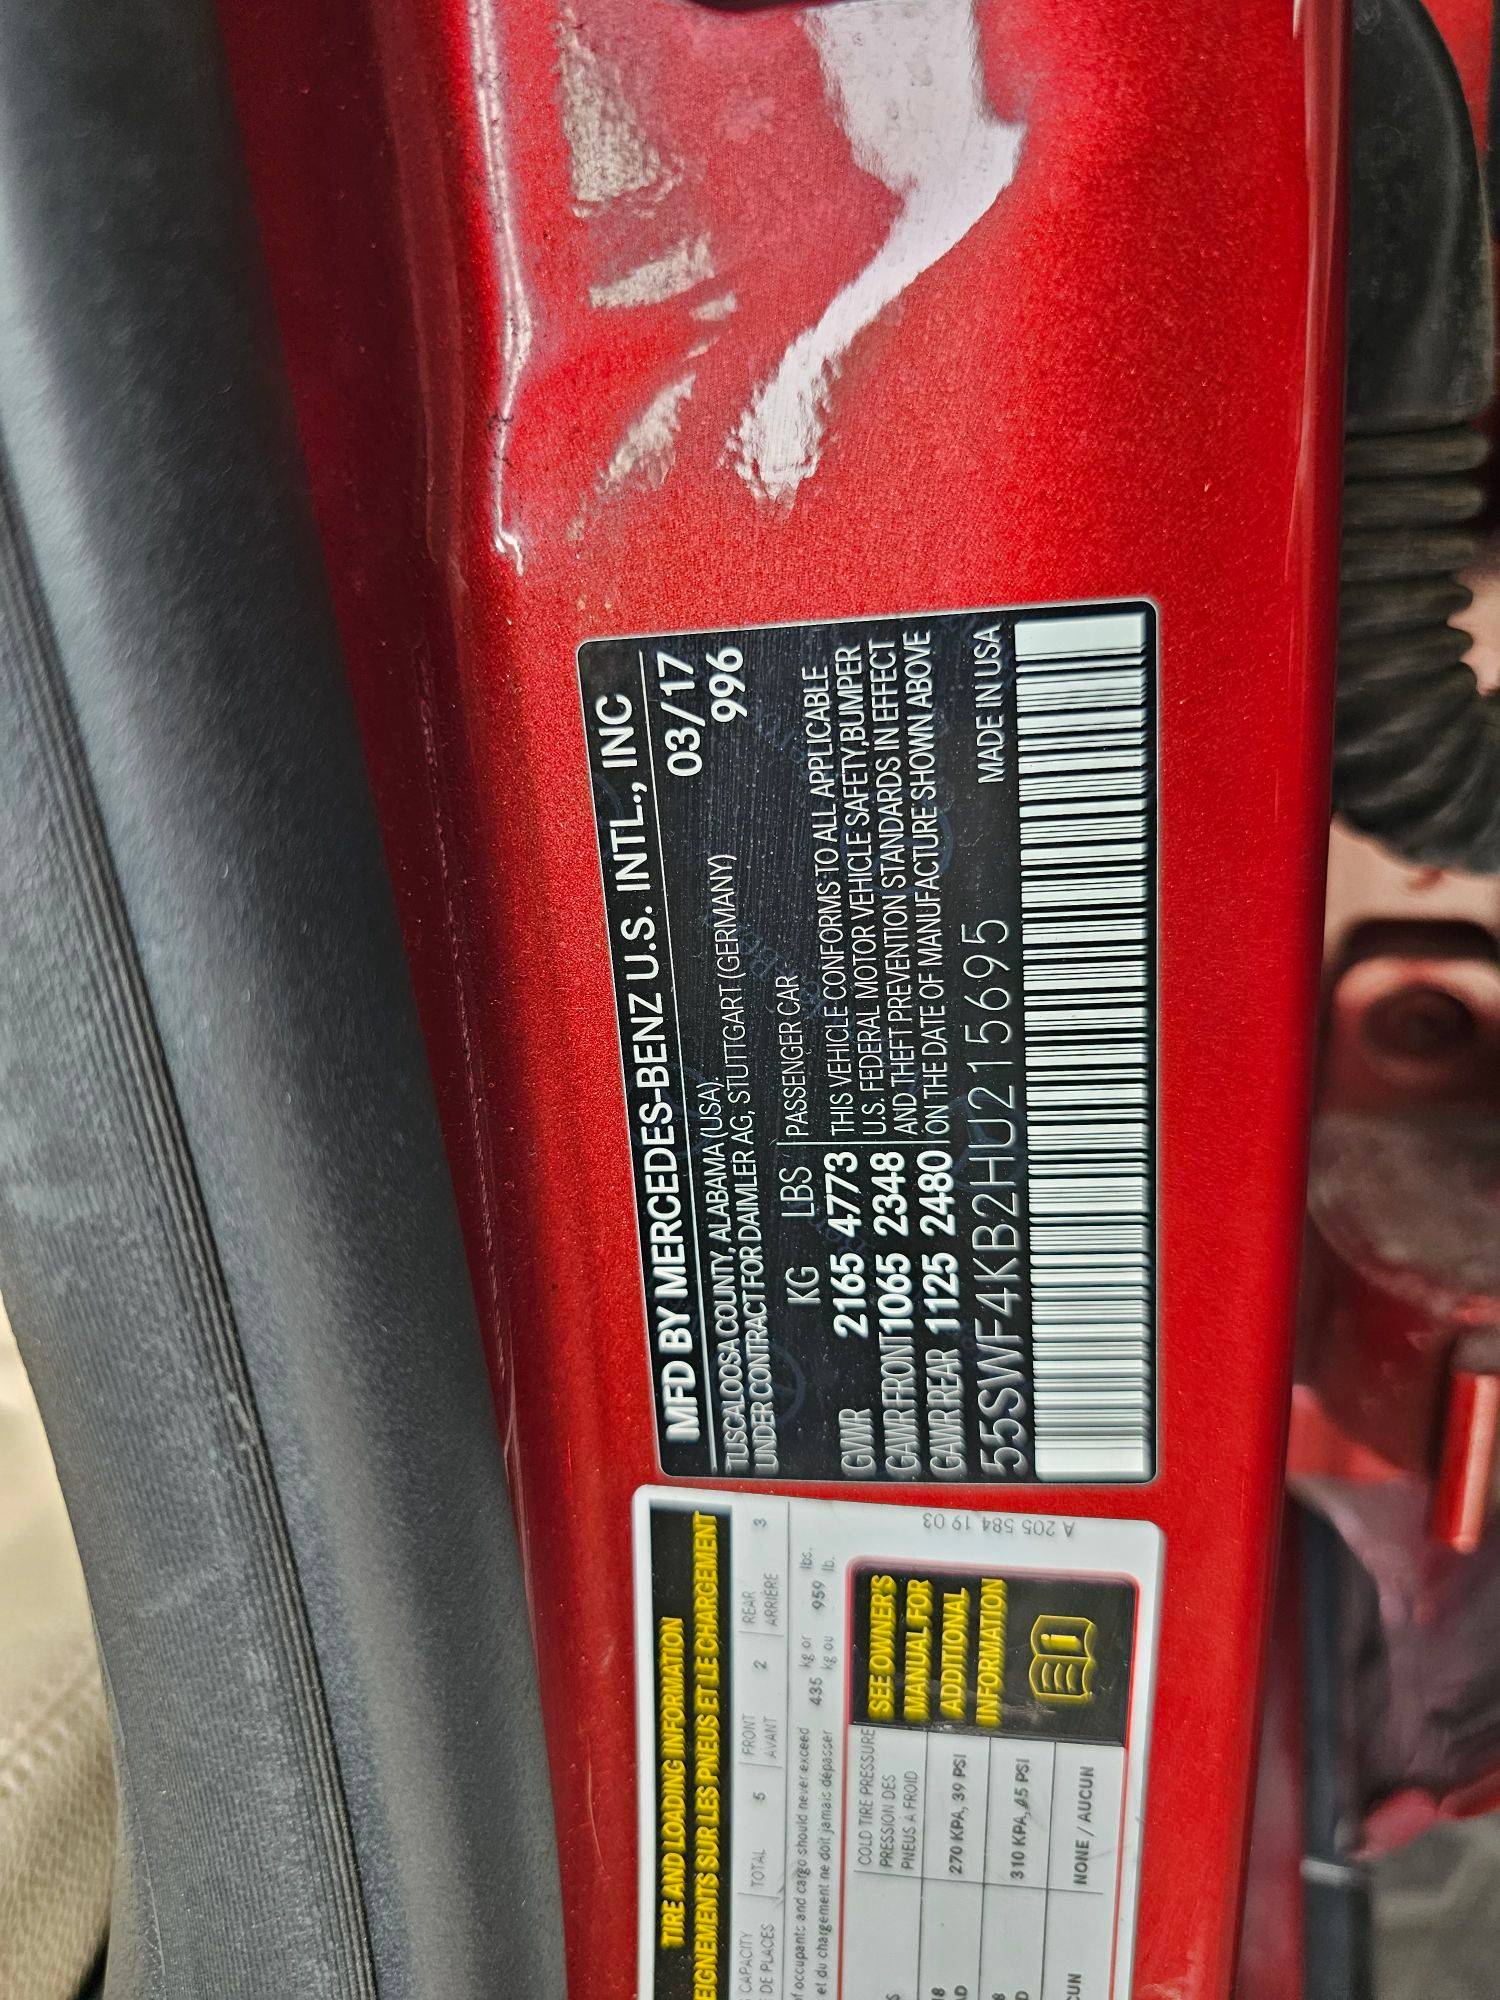 MFD BY MERCEDES-BENZ U.S. INTL., INC
TUSCALOOSA COUNTY, ALABAMA (USA). 03/17
UNDER CONTRACT FOR DAIMLER AG, STUTTGART (GERMANY) 996
KG LBS PASSENGER CAR
GVWR 2165 4773 THIS VEHICLE CONFORMS TO ALL APPLICABLE
GAWR FRONT 1065 2348 U.S. FEDERAL MOTOR VEHICLE SAFETY,BUMPER
GAWR REAR 1125 2480 AND THEFT PREVENTION STANDARDS IN EFFECT
ON THE DATE OF MANUFACTURE SHOWN ABOVE
55SWF4KB2HU215695 MADE IN USA
TIRE AND LOADING INFORMATION
EIGNEMENTS SUR LES PNEUS ET LE CHARGEMENT
CAPACITY TOTAL 5 FRONT 2 REAR 3
DE PLACES AVANT ARRIÈRE
of occupants and cargo should never exceed 435 kg or 959 lbs.
et du chargement ne doit jamais dépasser kg ou lb.
COLD TIRE PRESSURE
PRESSION DES
PNEUS À FROID
270 KPA, 39 PSI
310 KPA, 45 PSI
NONE / AUCUN
CUN
SEE OWNER'S
MANUAL FOR
ADDITIONAL
INFORMATION
A 205 584 19 03